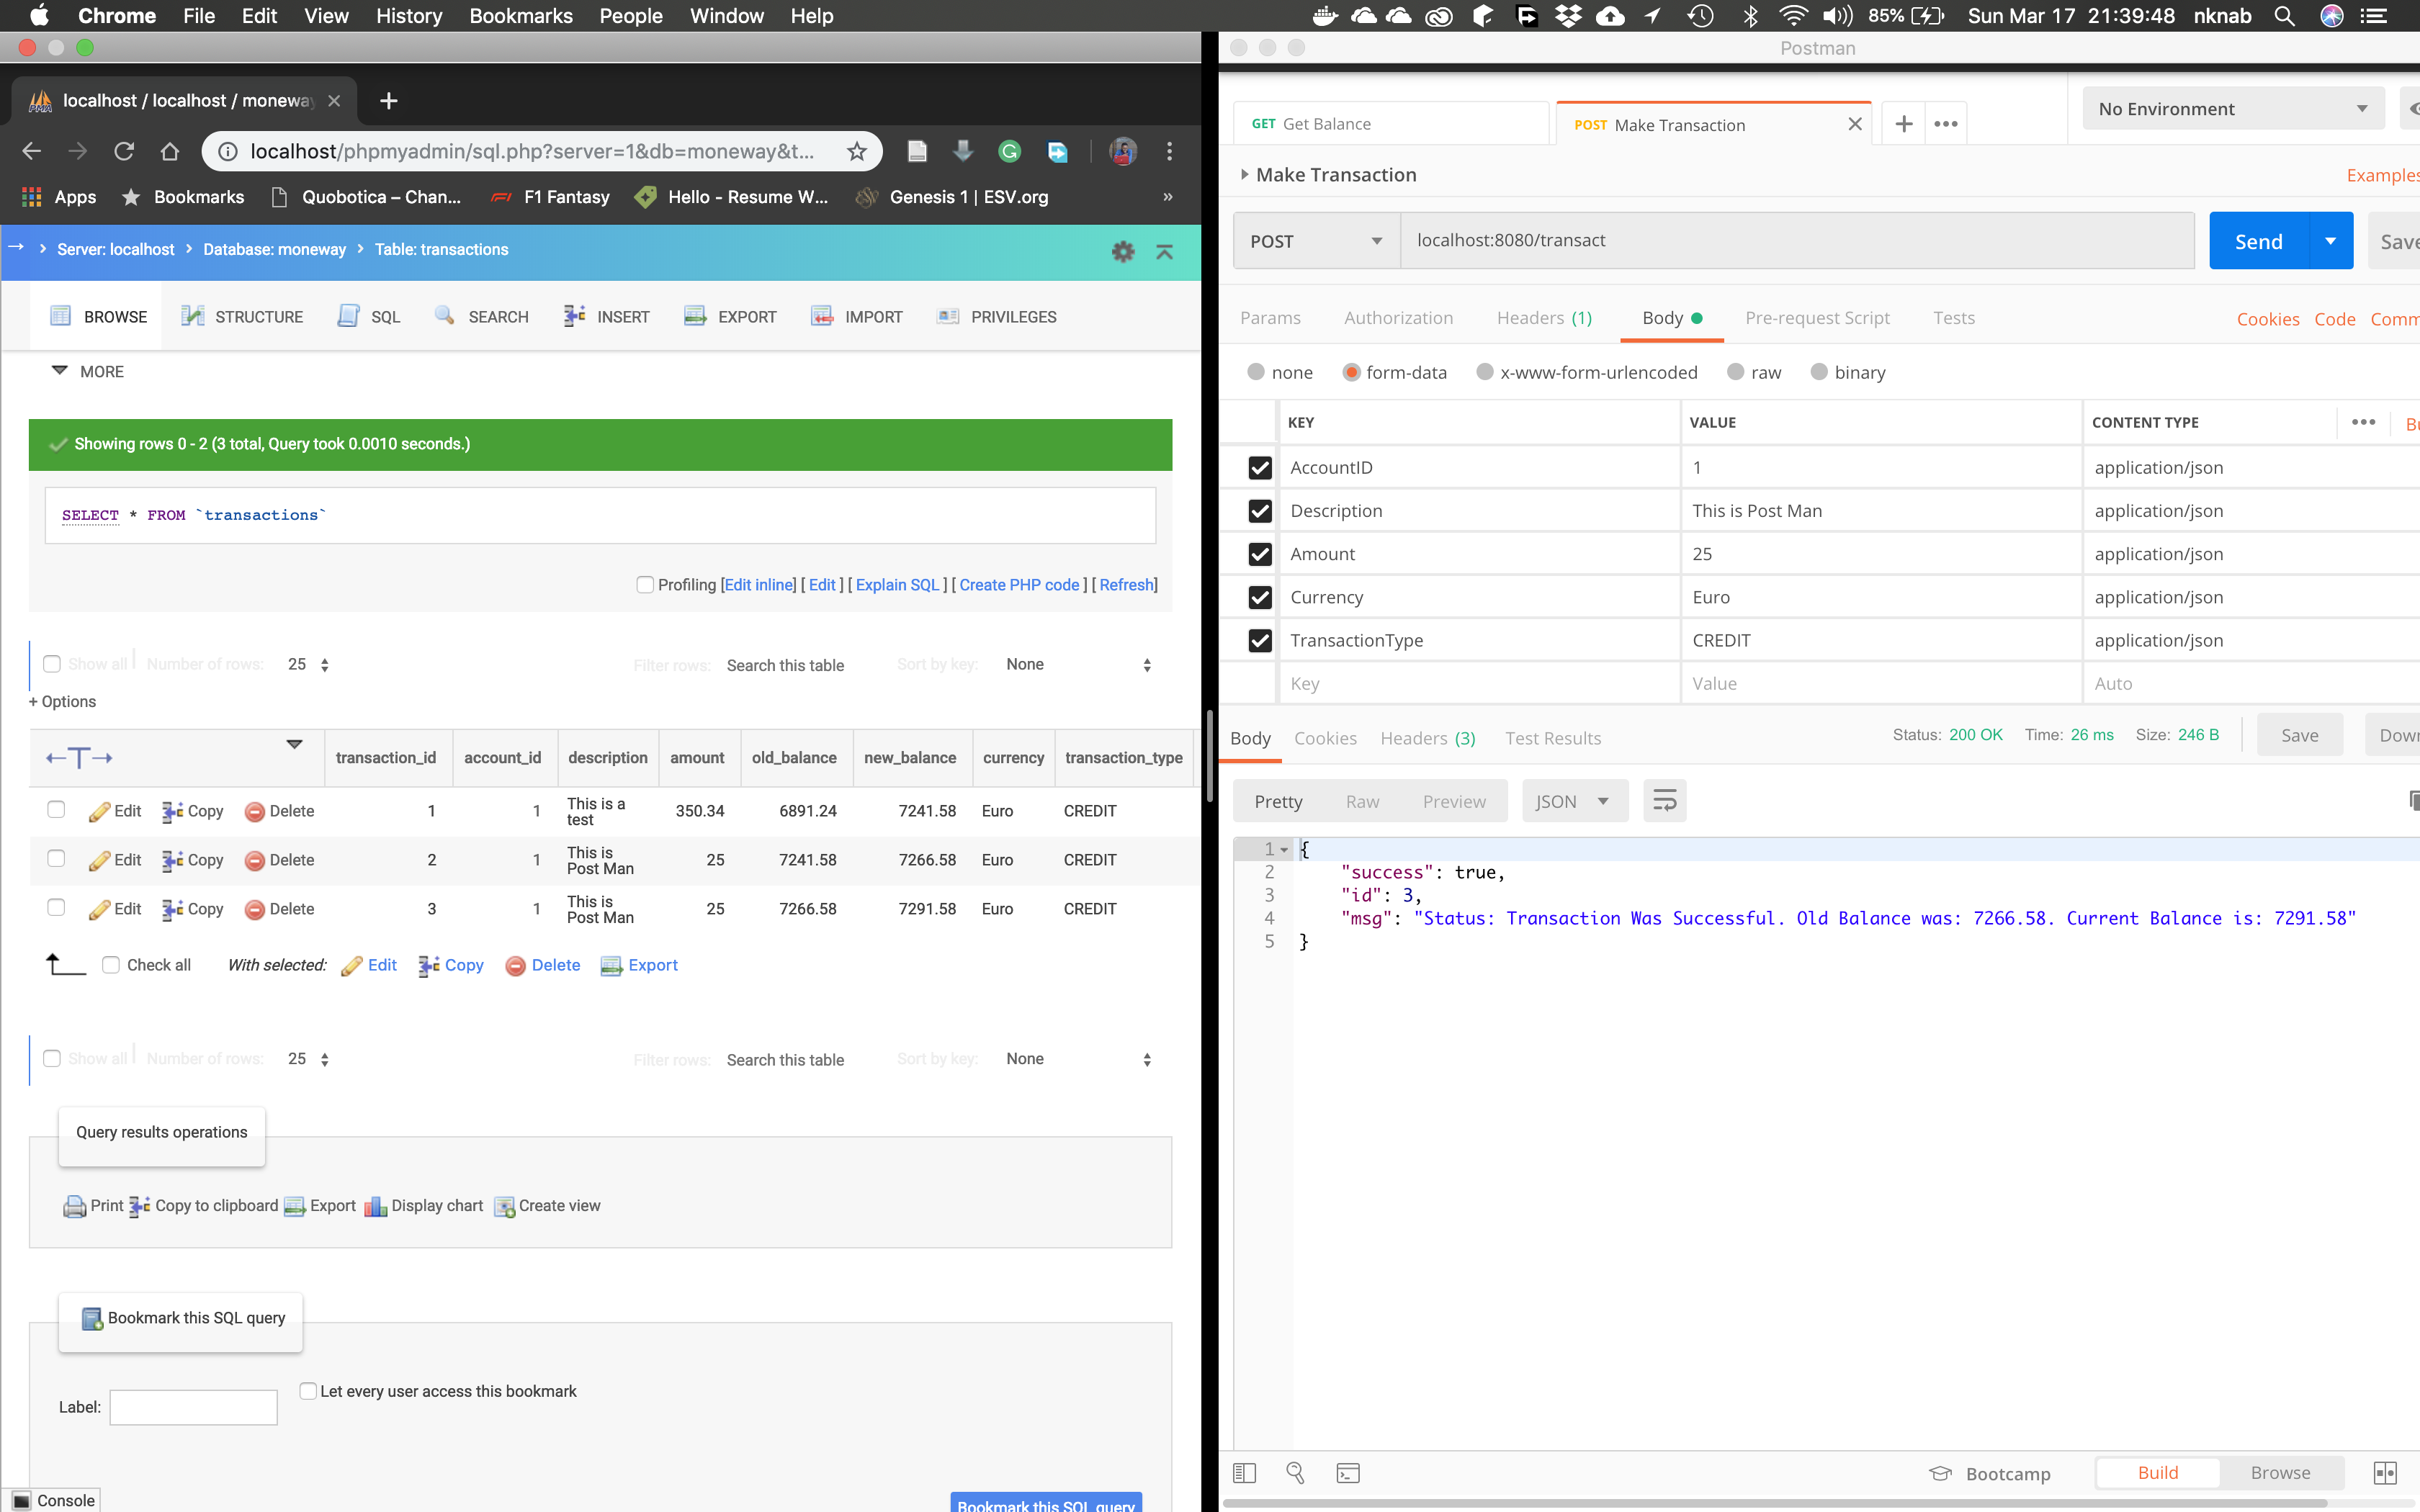 Chrome File Edit View History Bookmarks People Window Help 85% Sun Mar 17 21:39:48 nknab
localhost / localhost / moneway
localhost/phpmyadmin/sql.php?server=1&db=moneway&t...
Apps Bookmarks Quobotica – Chan... F1 Fantasy Hello - Resume W... Genesis 1 | ESV.org »
Server: localhost Database: moneway Table: transactions
BROWSE STRUCTURE SQL SEARCH INSERT EXPORT IMPORT PRIVILEGES
MORE
Showing rows 0 - 2 (3 total, Query took 0.0010 seconds.)
SELECT * FROM `transactions`
Profiling [Edit inline] [ Edit ] [ Explain SQL ] [ Create PHP code ] [ Refresh]
Show all Number of rows: 25 Filter rows: Search this table Sort by key: None
+ Options
transaction_id account_id description amount old_balance new_balance currency transaction_type
Edit Copy Delete 1 1 This is a test 350.34 6891.24 7241.58 Euro CREDIT
Edit Copy Delete 2 1 This is Post Man 25 7241.58 7266.58 Euro CREDIT
Edit Copy Delete 3 1 This is Post Man 25 7266.58 7291.58 Euro CREDIT
Check all With selected: Edit Copy Delete Export
Show all Number of rows: 25 Filter rows: Search this table Sort by key: None
Query results operations
Print Copy to clipboard Export Display chart Create view
Bookmark this SQL query
Label: Let every user access this bookmark
Bookmark this SQL query
Console
Postman
GET Get Balance POST Make Transaction No Environment
Make Transaction Examples
POST localhost:8080/transact Send Save
Params Authorization Headers (1) Body Pre-request Script Tests Cookies Code Comm
none form-data x-www-form-urlencoded raw binary
KEY VALUE CONTENT TYPE Bu
AccountID 1 application/json
Description This is Post Man application/json
Amount 25 application/json
Currency Euro application/json
TransactionType CREDIT application/json
Key Value Auto
Body Cookies Headers (3) Test Results Status: 200 OK Time: 26 ms Size: 246 B Save Down
Pretty Raw Preview JSON
1 {
2 "success": true,
3 "id": 3,
4 "msg": "Status: Transaction Was Successful. Old Balance was: 7266.58. Current Balance is: 7291.58"
5 }
Bootcamp Build Browse